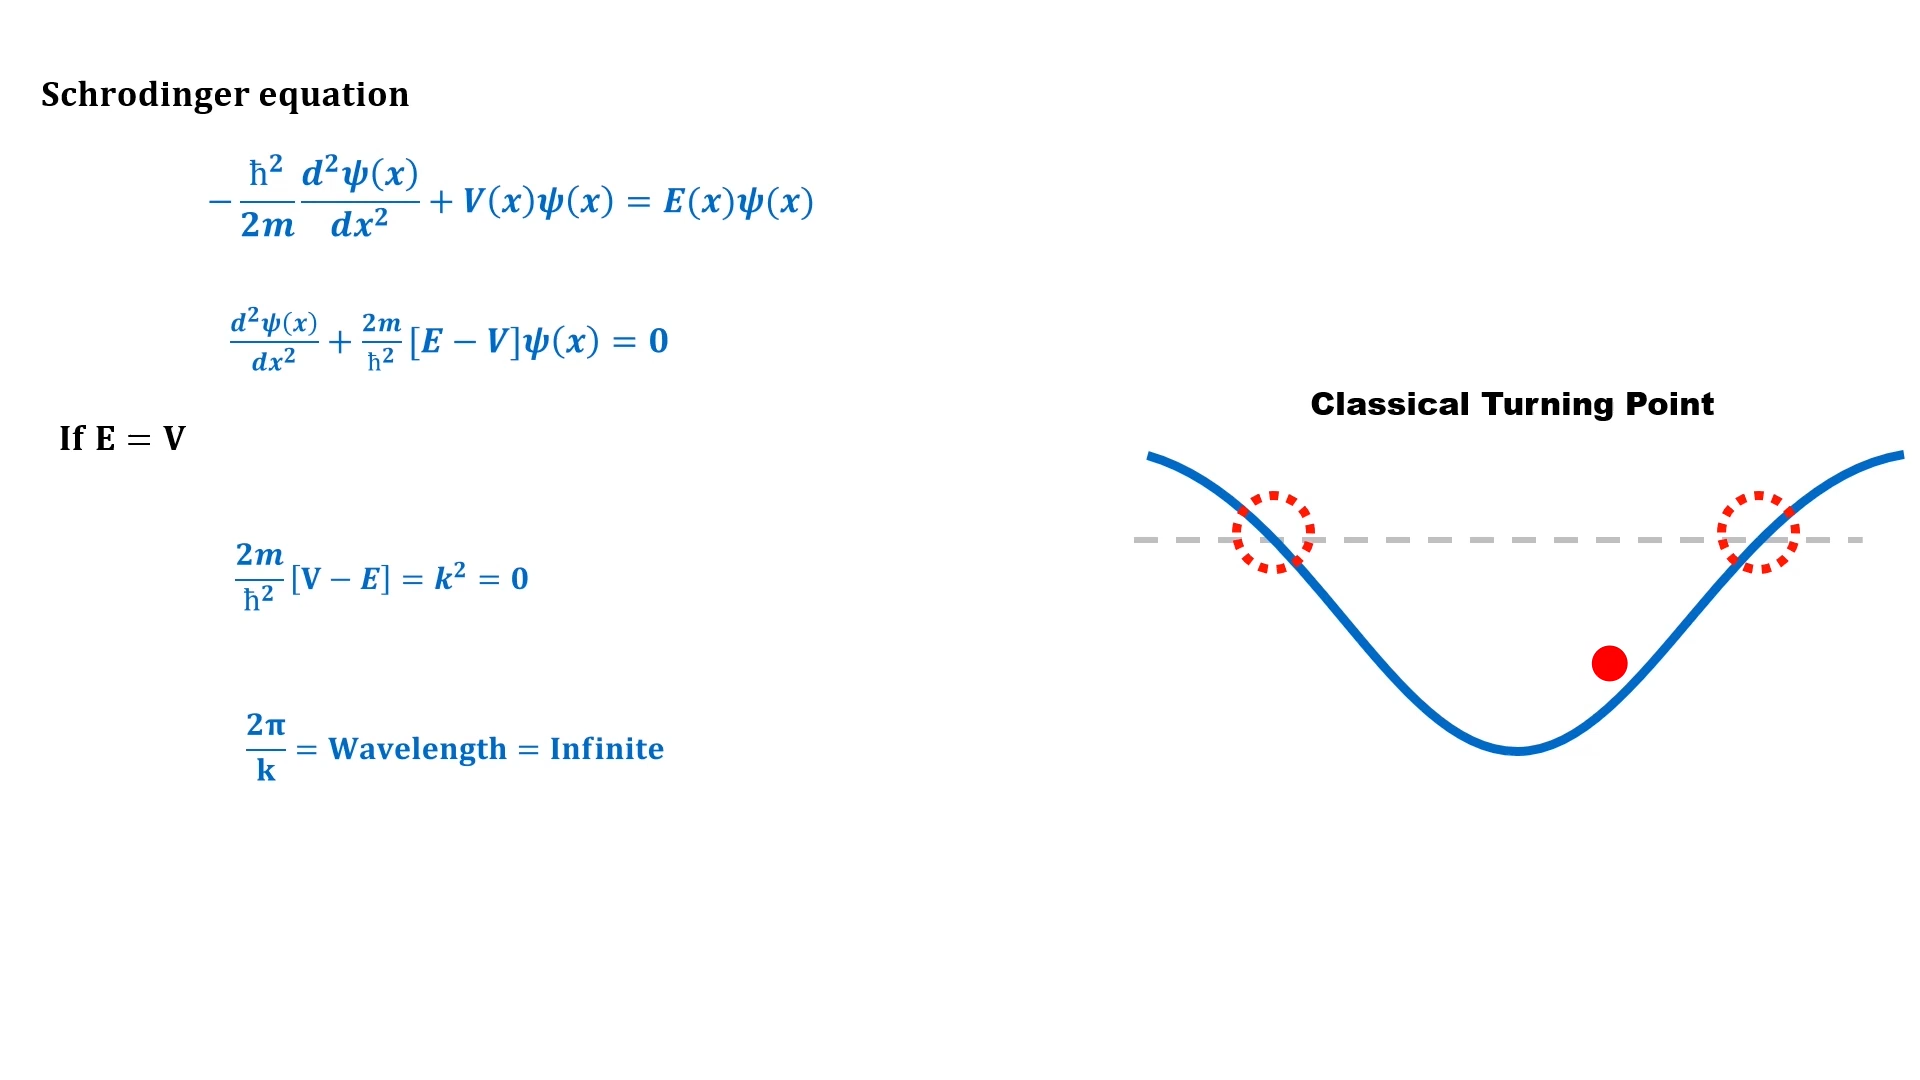 Schrodinger equation
− ħ²/2m d²ψ(x)/dx² + V(x)ψ(x) = E(x)ψ(x)
d²ψ(x)/dx² + 2m/ħ² [E − V]ψ(x) = 0
If E = V
Classical Turning Point
2m/ħ² [V − E] = k² = 0
2π/k = Wavelength = Infinite